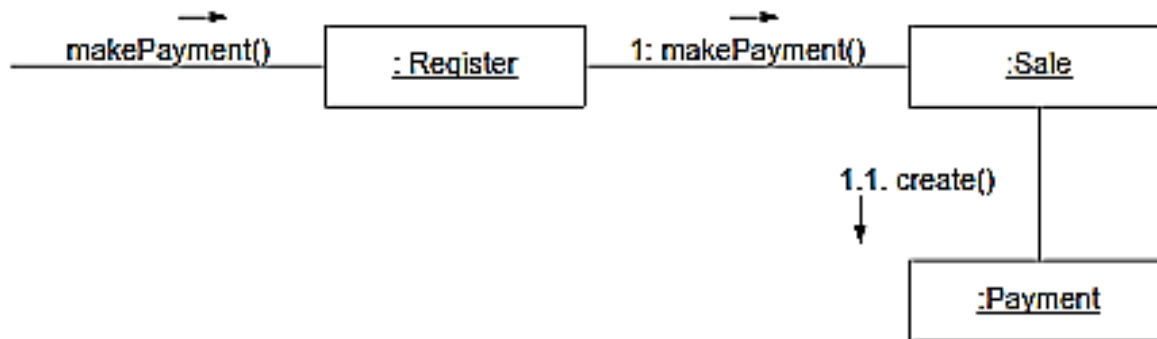 makePayment()
: Register
1: makePayment()
:Sale
1.1. create()
:Payment